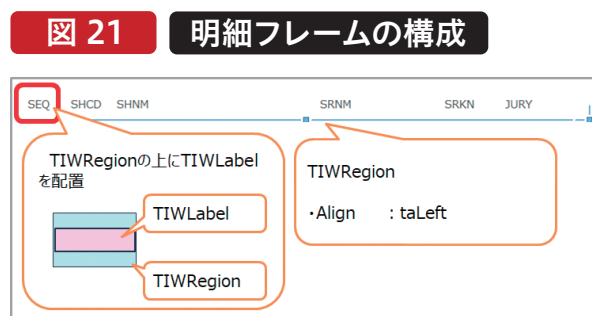 図 21 明細フレームの構成
SEQ SHCD SHNM SRNM SRKN JURY
TIWRegionの上にTIWLabel
を配置
TIWLabel
TIWRegion
TIWRegion
・Align : taLeft